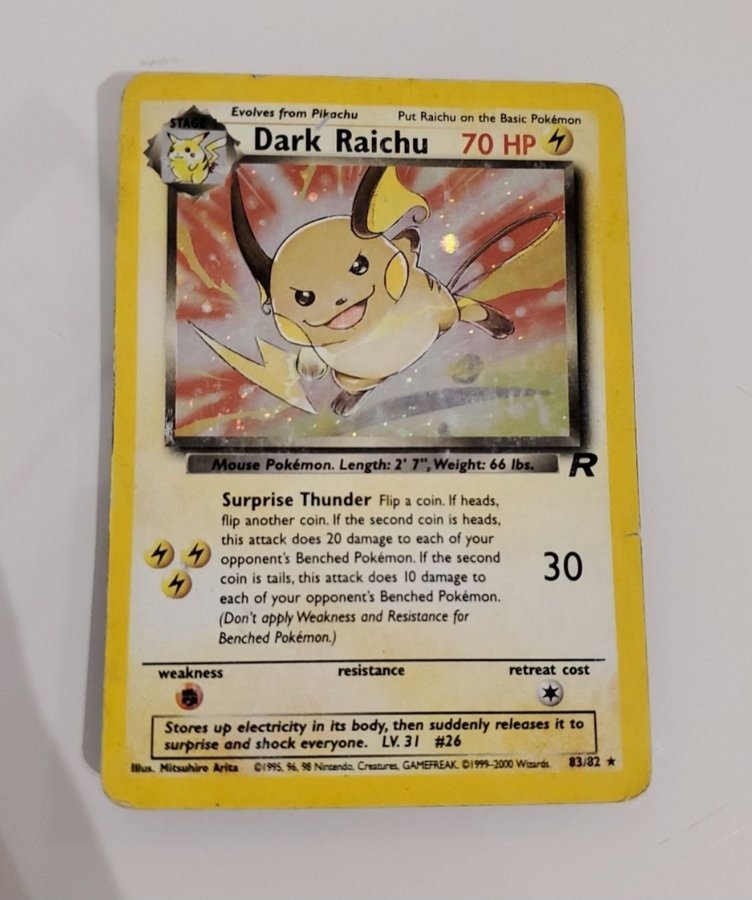 Evolves from Pikachu Put Raichu on the Basic Pokémon
STAGE 1
Dark Raichu 70 HP
Mouse Pokémon. Length: 2' 7", Weight: 66 lbs. R
Surprise Thunder Flip a coin. If heads,
flip another coin. If the second coin is heads,
this attack does 20 damage to each of your
opponent's Benched Pokémon. If the second
coin is tails, this attack does 10 damage to
each of your opponent's Benched Pokémon.
(Don't apply Weakness and Resistance for
Benched Pokémon.)
30
weakness resistance retreat cost
Stores up electricity in its body, then suddenly releases it to
surprise and shock everyone. LV. 31 #26
Illus. Mitsuhiro Arita ©1995, 96, 98 Nintendo, Creatures, GAMEFREAK. ©1999-2000 Wizards. 83/82 ★